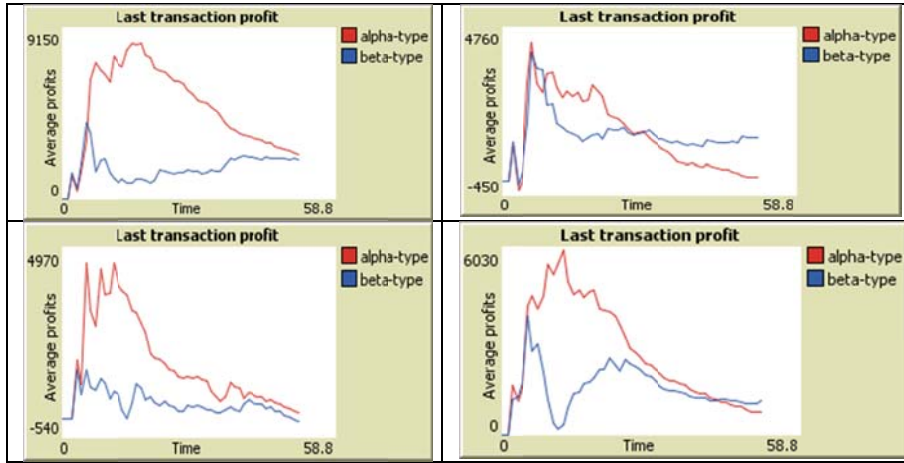 Last transaction profit
9150
Average profits
0
0
Time
58.8
alpha-type
beta-type
Last transaction profit
4760
Average profits
-450
0
Time
58.8
alpha-type
beta-type
Last transaction profit
4970
Average profits
-540
0
Time
58.8
alpha-type
beta-type
Last transaction profit
6030
Average profits
0
0
Time
58.8
alpha-type
beta-type